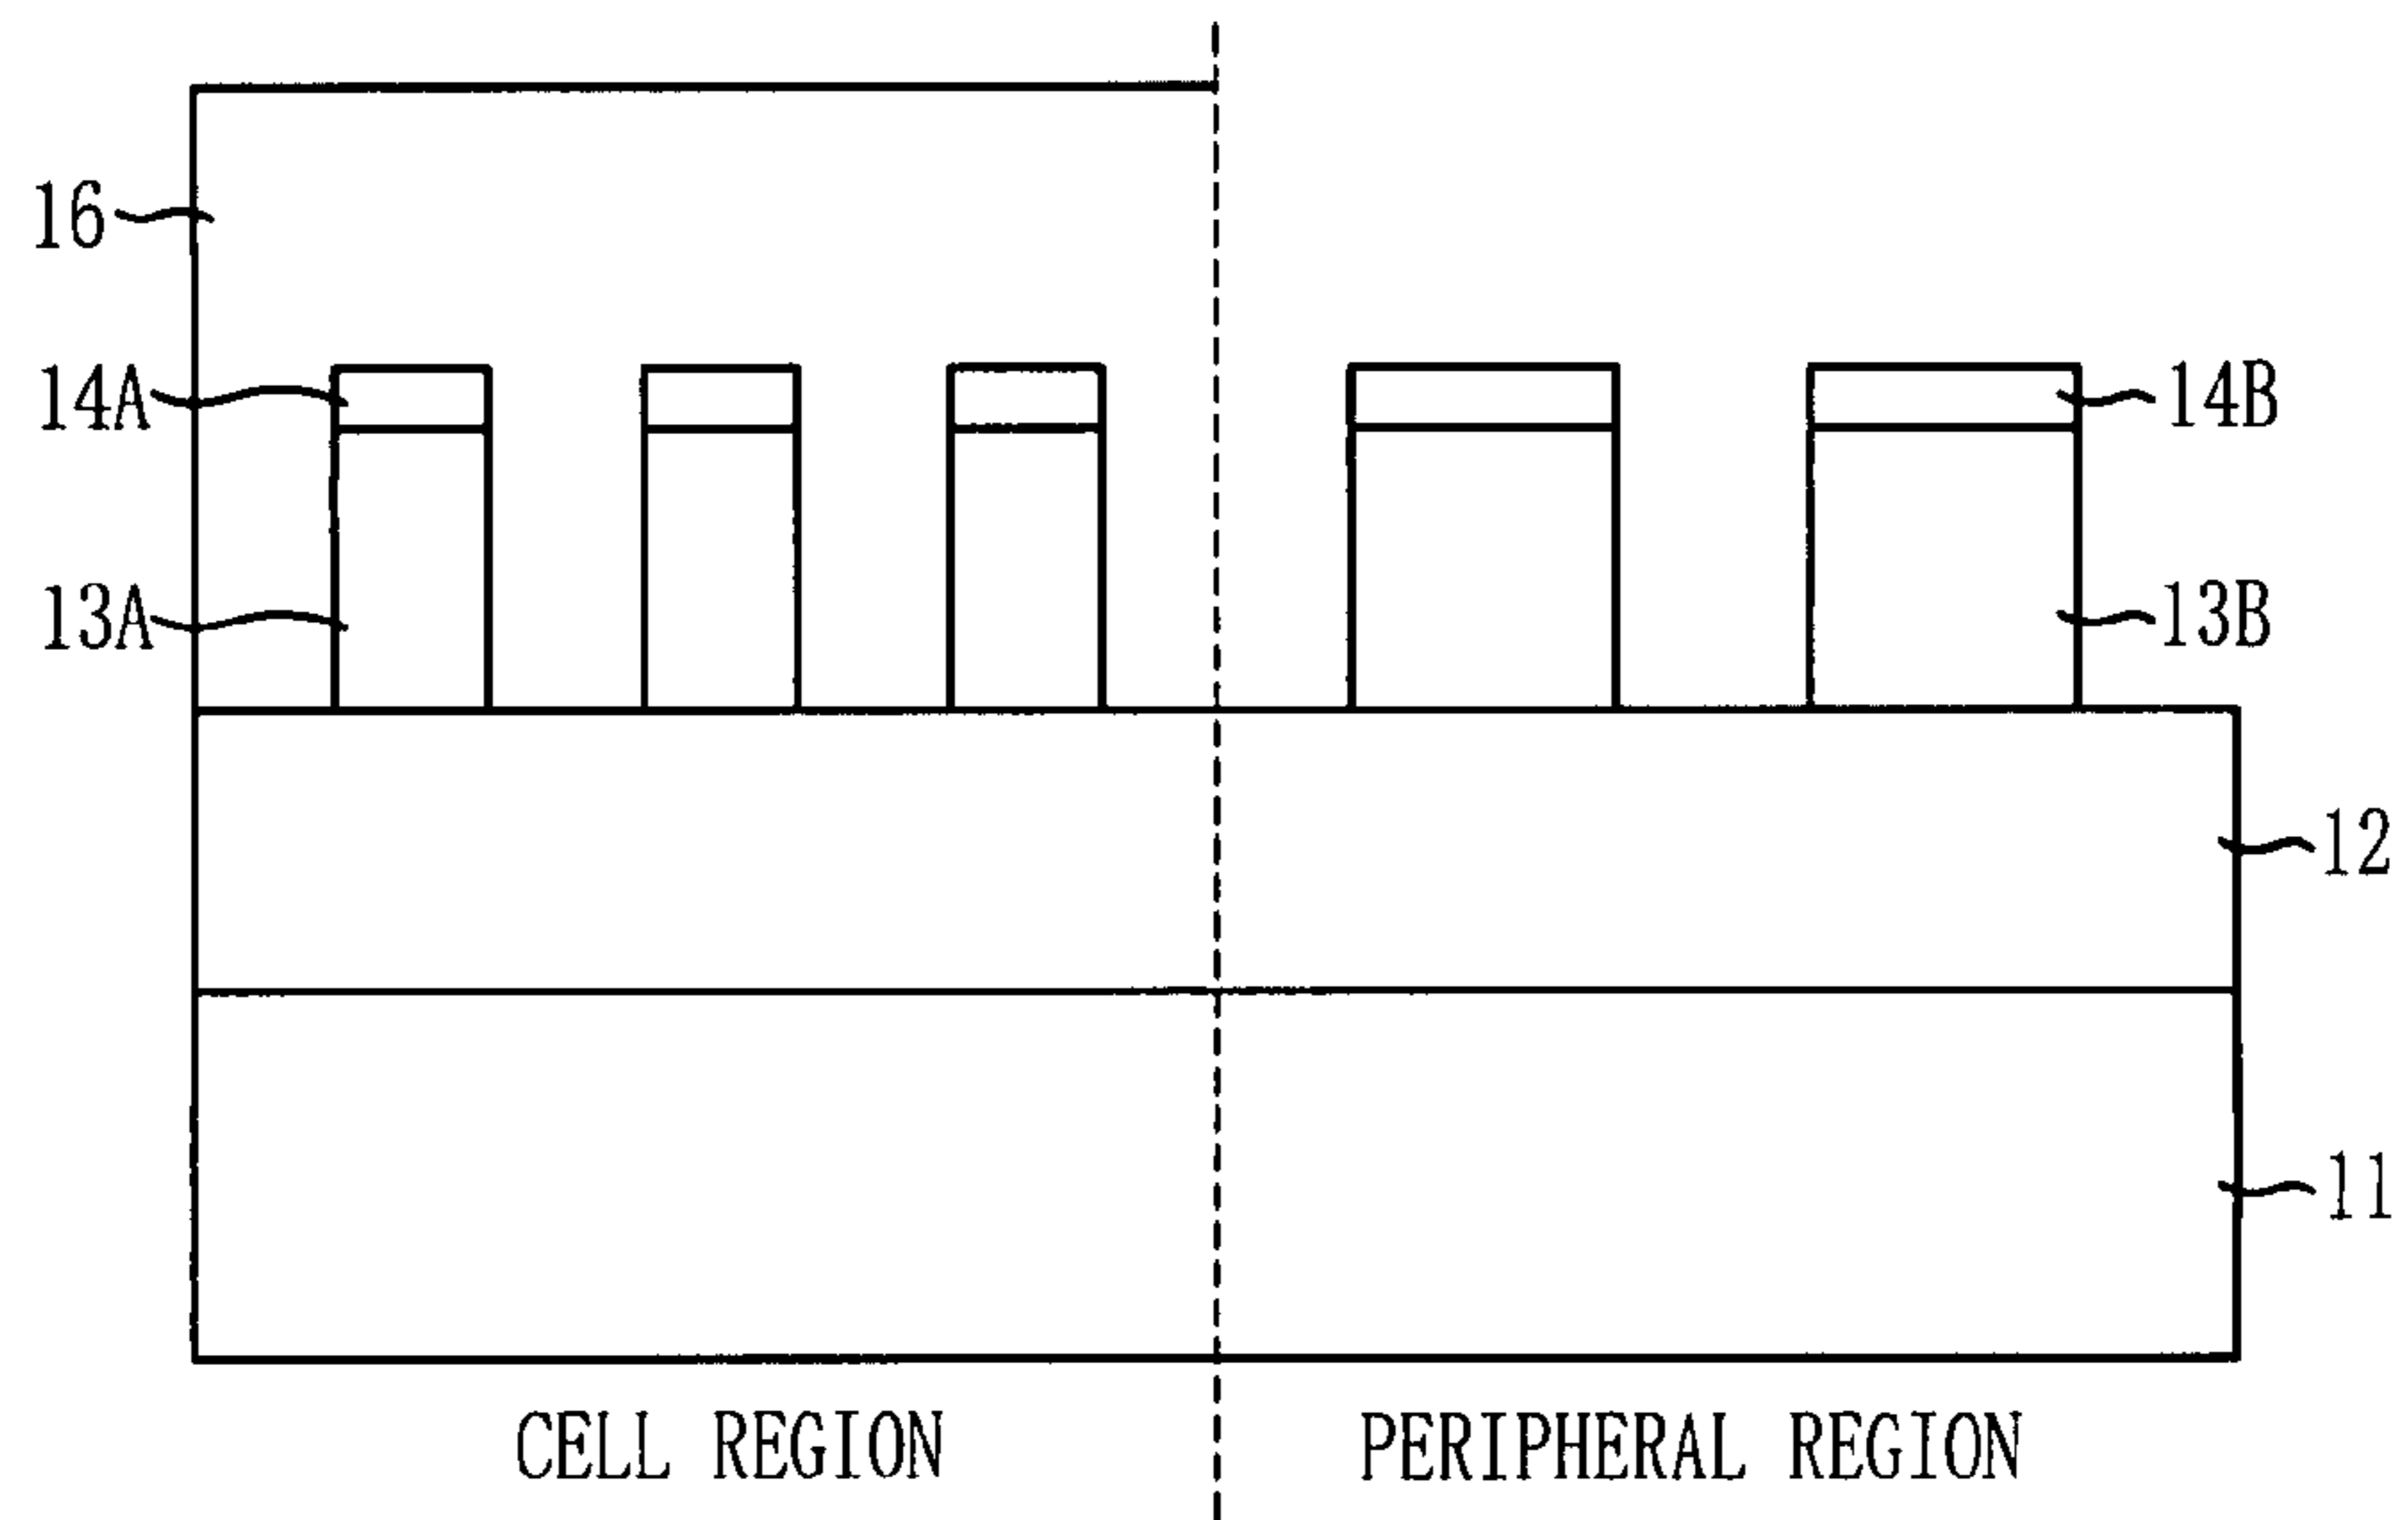 16
14A
14B
13A
13B
12
11
CELL REGION
PERIPHERAL REGION